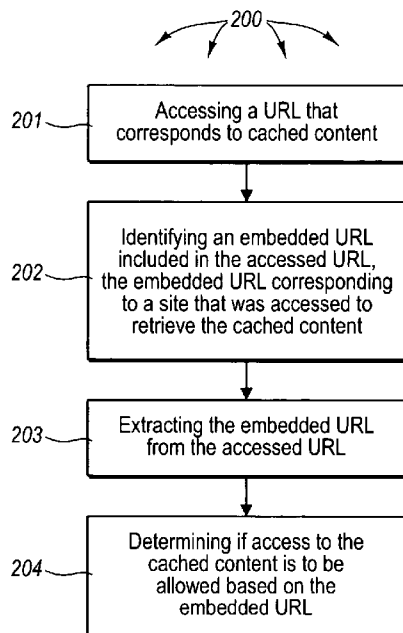 200
201
Accessing a URL that
corresponds to cached content
202
Identifying an embedded URL
included in the accessed URL,
the embedded URL corresponding
to a site that was accessed to
retrieve the cached content
203
Extracting the embedded URL
from the accessed URL
204
Determining if access to the
cached content is to be
allowed based on the
embedded URL